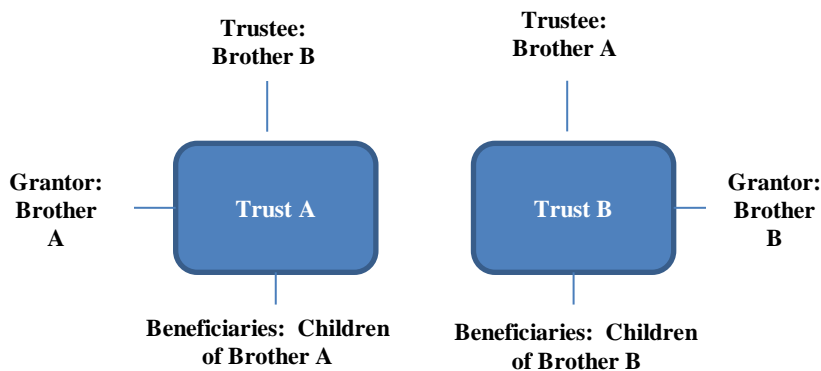 Trustee:
Brother B
Trustee:
Brother A
Grantor:
Brother
A
Trust A
Trust B
Grantor:
Brother
B
Beneficiaries: Children
of Brother A
Beneficiaries: Children
of Brother B